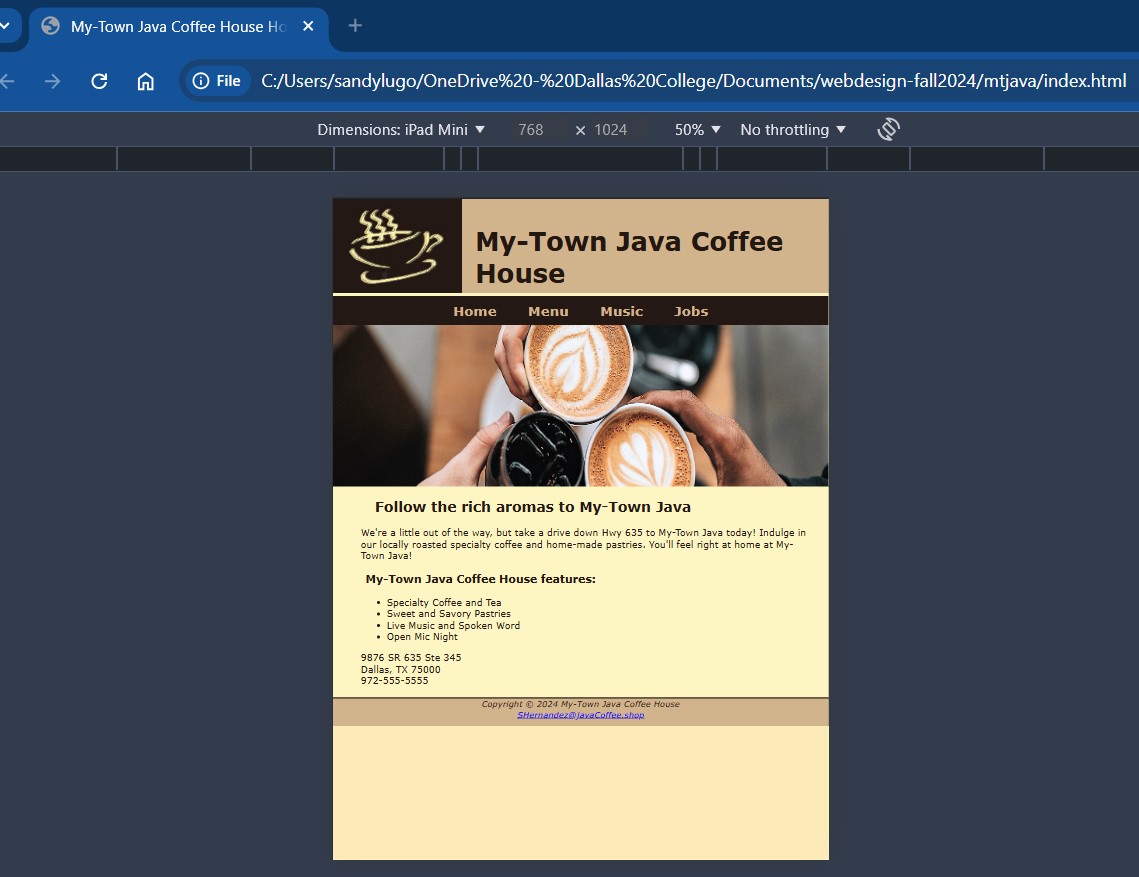 My-Town Java Coffee House Ho
File
C:/Users/sandylugo/OneDrive%20-%20Dallas%20College/Documents/webdesign-fall2024/mtjava/index.html
Dimensions: iPad Mini 768 × 1024 50% No throttling
My-Town Java Coffee
House
Home Menu Music Jobs
Follow the rich aromas to My-Town Java
We're a little out of the way, but take a drive down Hwy 635 to My-Town Java today! Indulge in
our locally roasted specialty coffee and home-made pastries. You'll feel right at home at My-
Town Java!
My-Town Java Coffee House features:
• Specialty Coffee and Tea
• Sweet and Savory Pastries
• Live Music and Spoken Word
• Open Mic Night
9876 SR 635 Ste 345
Dallas, TX 75000
972-555-5555
Copyright © 2024 My-Town Java Coffee House
SHernandez@JavaCoffee.shop